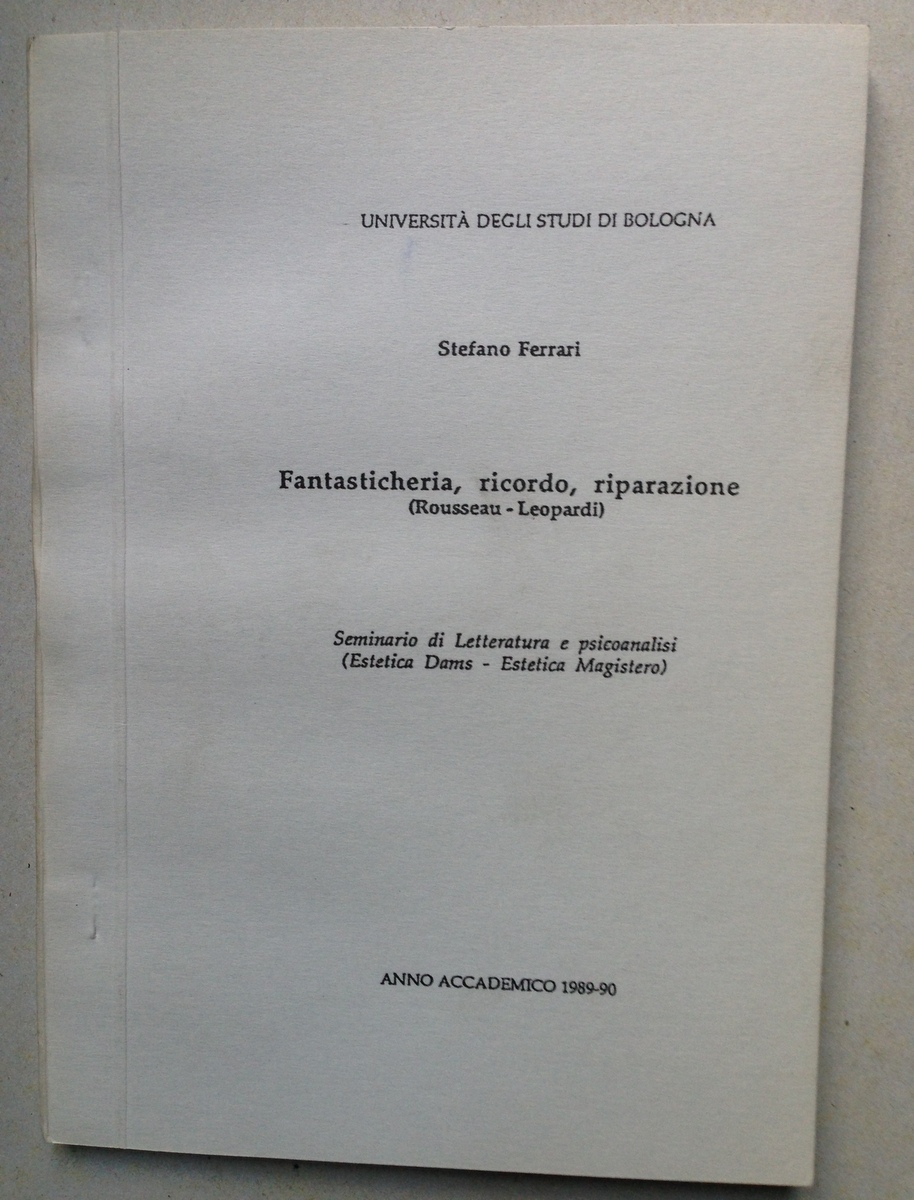 UNIVERSITÀ DEGLI STUDI DI BOLOGNA
Stefano Ferrari
Fantasticheria, ricordo, riparazione
(Rousseau - Leopardi)
Seminario di Letteratura e psicoanalisi
(Estetica Dams - Estetica Magistero)
ANNO ACCADEMICO 1989-90